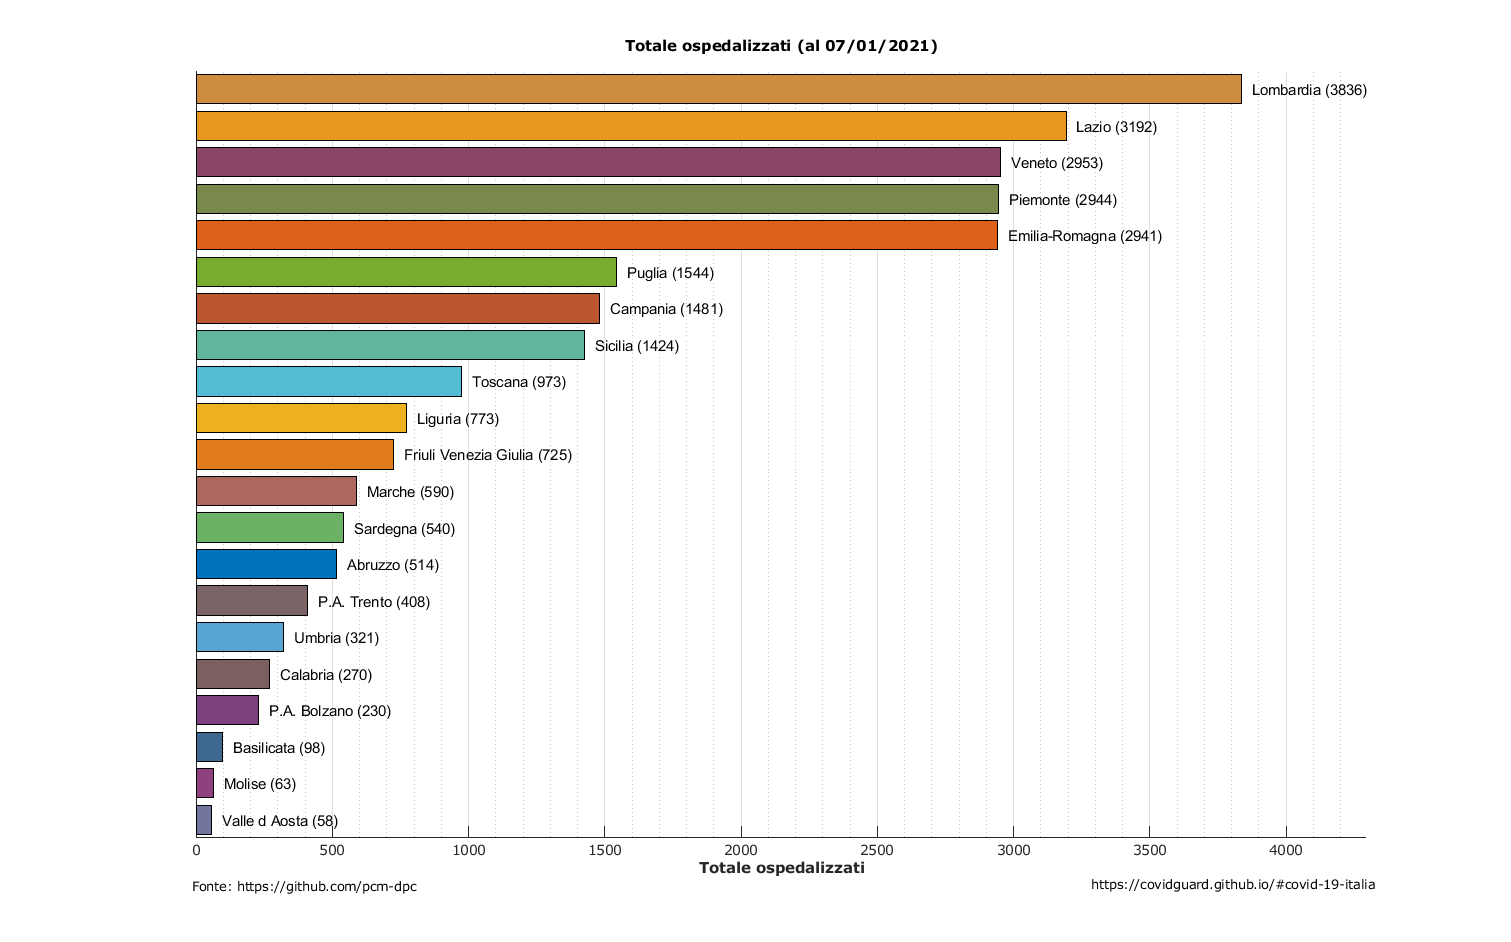 Totale ospedalizzati (al 07/01/2021)
Lombardia (3836)
Lazio (3192)
Veneto (2953)
Piemonte (2944)
Emilia-Romagna (2941)
Puglia (1544)
Campania (1481)
Sicilia (1424)
Toscana (973)
Liguria (773)
Friuli Venezia Giulia (725)
Marche (590)
Sardegna (540)
Abruzzo (514)
P.A. Trento (408)
Umbria (321)
Calabria (270)
P.A. Bolzano (230)
Basilicata (98)
Molise (63)
Valle d Aosta (58)
0 500 1000 1500 2000 2500 3000 3500 4000
Totale ospedalizzati
Fonte: https://github.com/pcm-dpc
https://covidguard.github.io/#covid-19-italia